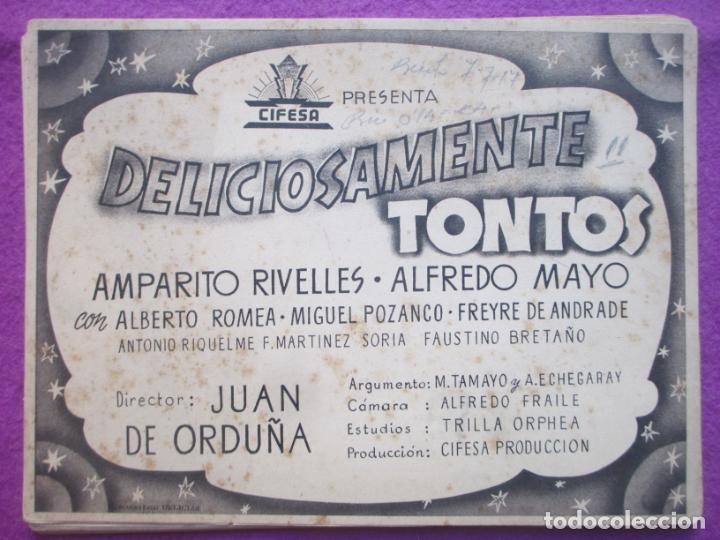 CIFESA
PRESENTA
DELICIOSAMENTE
TONTOS
AMPARITO RIVELLES • ALFREDO MAYO
con ALBERTO ROMEA • MIGUEL POZANCO • FREYRE DE ANDRADE
ANTONIO RIQUELME F. MARTINEZ SORIA FAUSTINO BRETAÑO
Director: JUAN
DE ORDUÑA
Argumento: M. TAMAYO y A. ECHEGARAY
Cámara : ALFREDO FRAILE
Estudios : TRILLA ORPHEA
Producción: CIFESA PRODUCCION
todocoleccion
todocoleccion.net